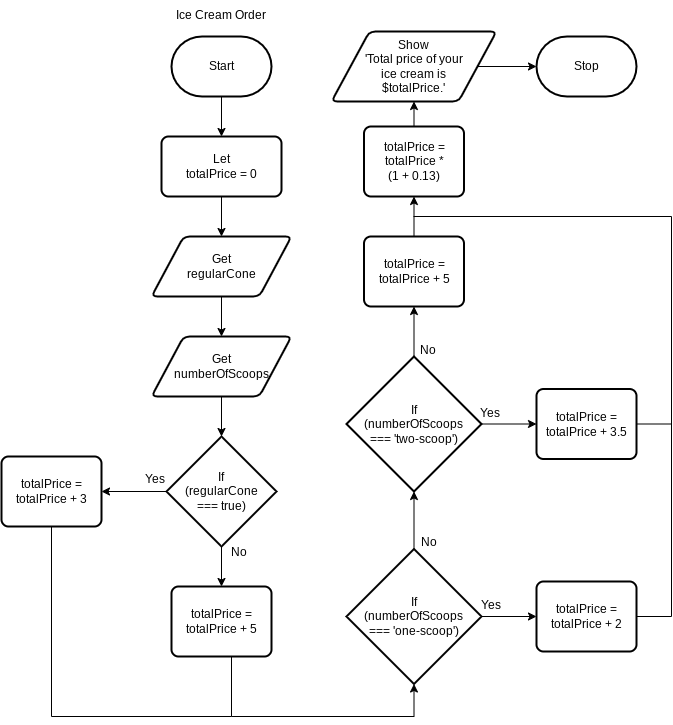 Ice Cream Order
Start
Let
totalPrice = 0
Get
regularCone
Get
numberOfScoops
If
(regularCone
=== true)
Yes
totalPrice =
totalPrice + 3
No
totalPrice =
totalPrice + 5
If
(numberOfScoops
=== 'one-scoop')
Yes
totalPrice =
totalPrice + 2
No
If
(numberOfScoops
=== 'two-scoop')
Yes
totalPrice =
totalPrice + 3.5
No
totalPrice =
totalPrice + 5
totalPrice =
totalPrice *
(1 + 0.13)
Show
'Total price of your
ice cream is
$totalPrice.'
Stop